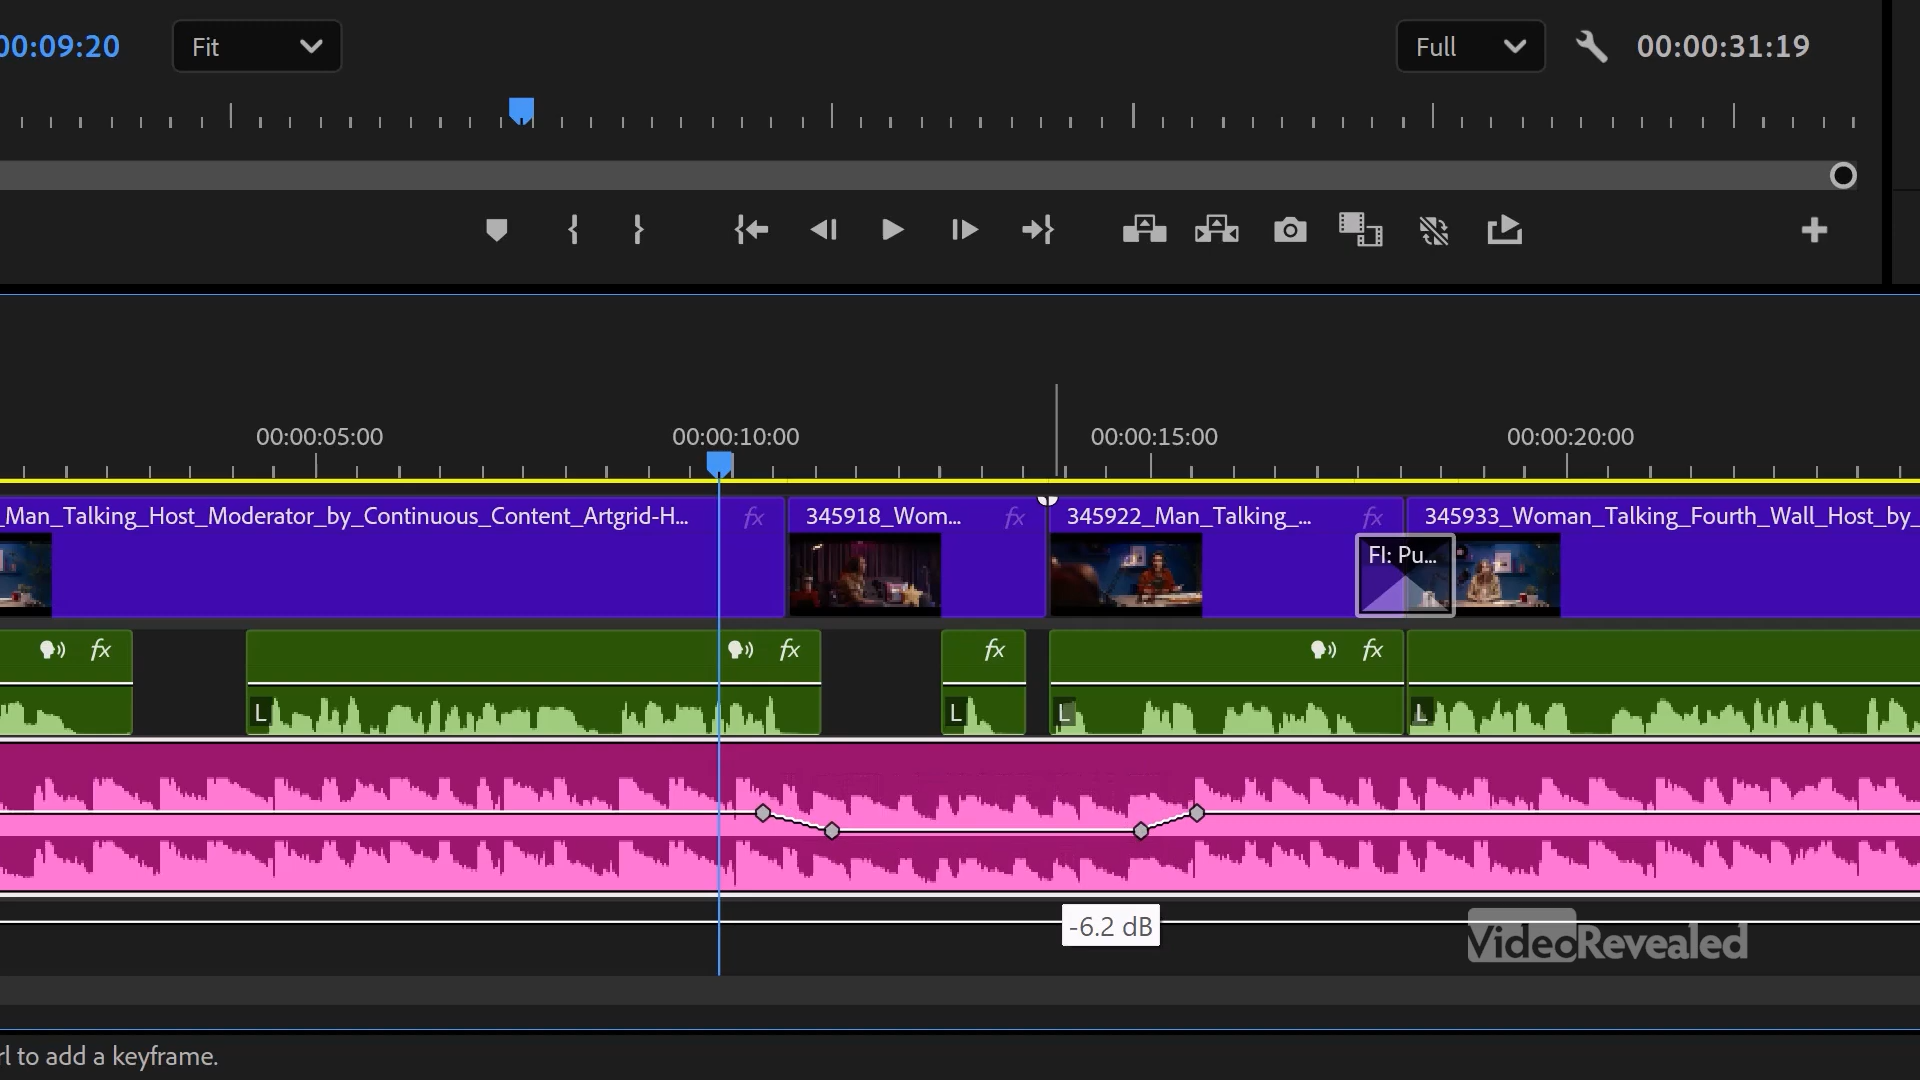 00:09:20
Fit
Full
00:00:31:19
00:00:05:00
00:00:10:00
00:00:15:00
00:00:20:00
_Man_Talking_Host_Moderator_by_Continuous_Content_Artgrid-H...
fx
345918_Wom...
fx
345922_Man_Talking_...
fx
345933_Woman_Talking_Fourth_Wall_Host_by_
FI: Pu...
fx
fx
fx
fx
L
L
L
L
-6.2 dB
VideoRevealed
rl to add a keyframe.